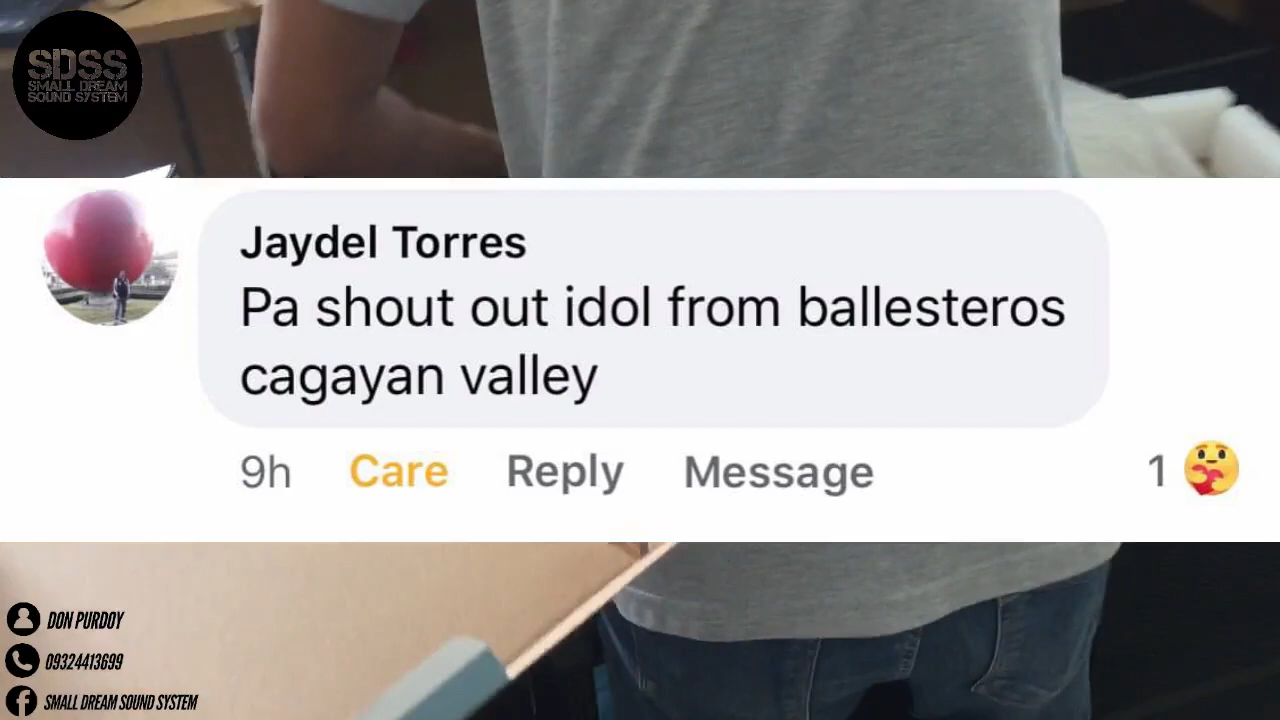 SDSS
SMALL DREAM
SOUND SYSTEM
Jaydel Torres
Pa shout out idol from ballesteros
cagayan valley
9h Care Reply Message 1
DON PURDOY
09324413699
SMALL DREAM SOUND SYSTEM